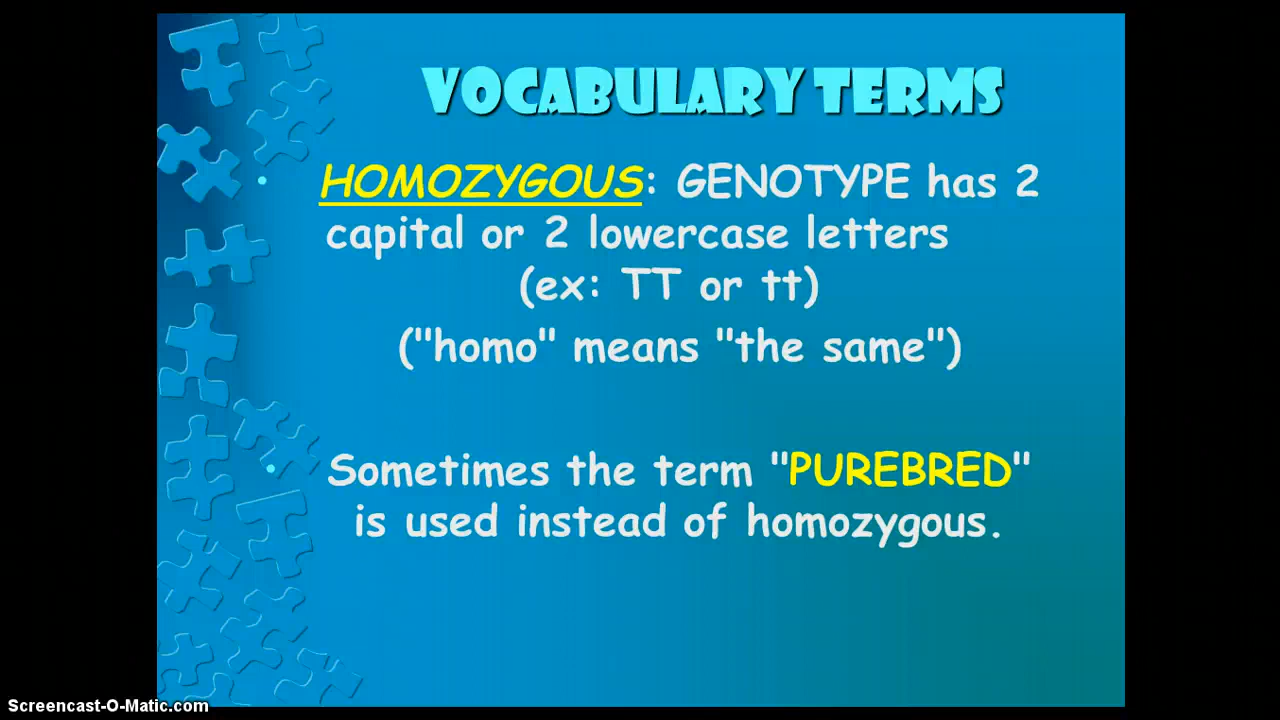 VOCABULARY TERMS
• HOMOZYGOUS: GENOTYPE has 2
capital or 2 lowercase letters
(ex: TT or tt)
("homo" means "the same")
• Sometimes the term "PUREBRED"
is used instead of homozygous.
Screencast-O-Matic.com